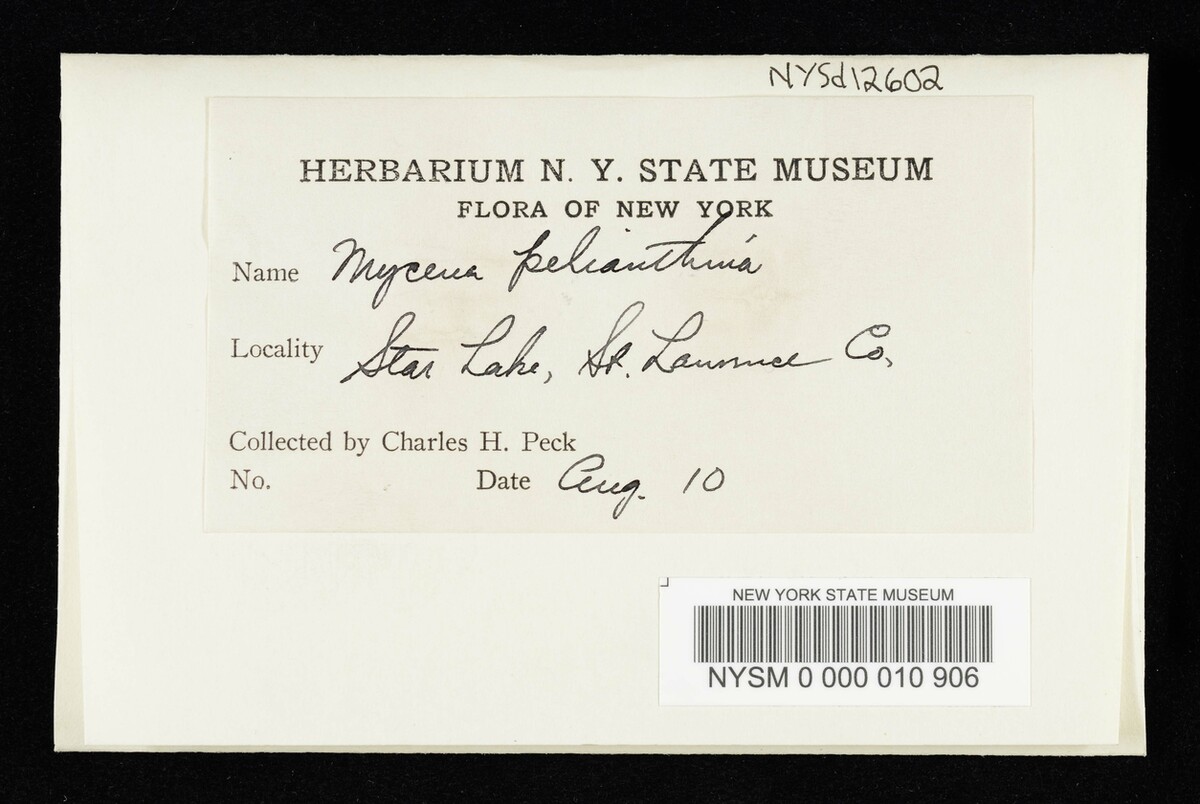 NYSd12602
HERBARIUM N. Y. STATE MUSEUM
FLORA OF NEW YORK
Name Mycena pelianthina
Locality Star Lake, St. Lawrence Co.
Collected by Charles H. Peck
No. Date Aug. 10
NEW YORK STATE MUSEUM
NYSM 0 000 010 906